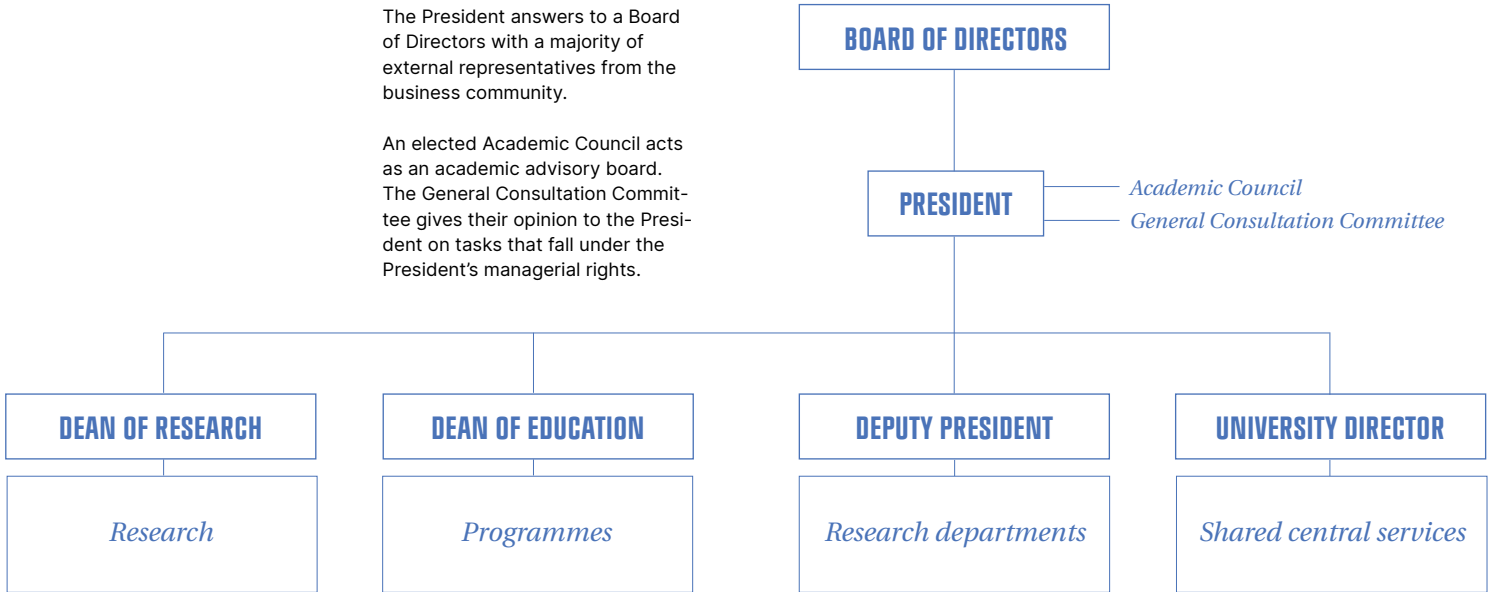 The President answers to a Board
of Directors with a majority of
external representatives from the
business community.
An elected Academic Council acts
as an academic advisory board.
The General Consultation Commit-
tee gives their opinion to the Presi-
dent on tasks that fall under the
President’s managerial rights.
BOARD OF DIRECTORS
PRESIDENT
Academic Council
General Consultation Committee
DEAN OF RESEARCH
DEAN OF EDUCATION
DEPUTY PRESIDENT
UNIVERSITY DIRECTOR
Research
Programmes
Research departments
Shared central services